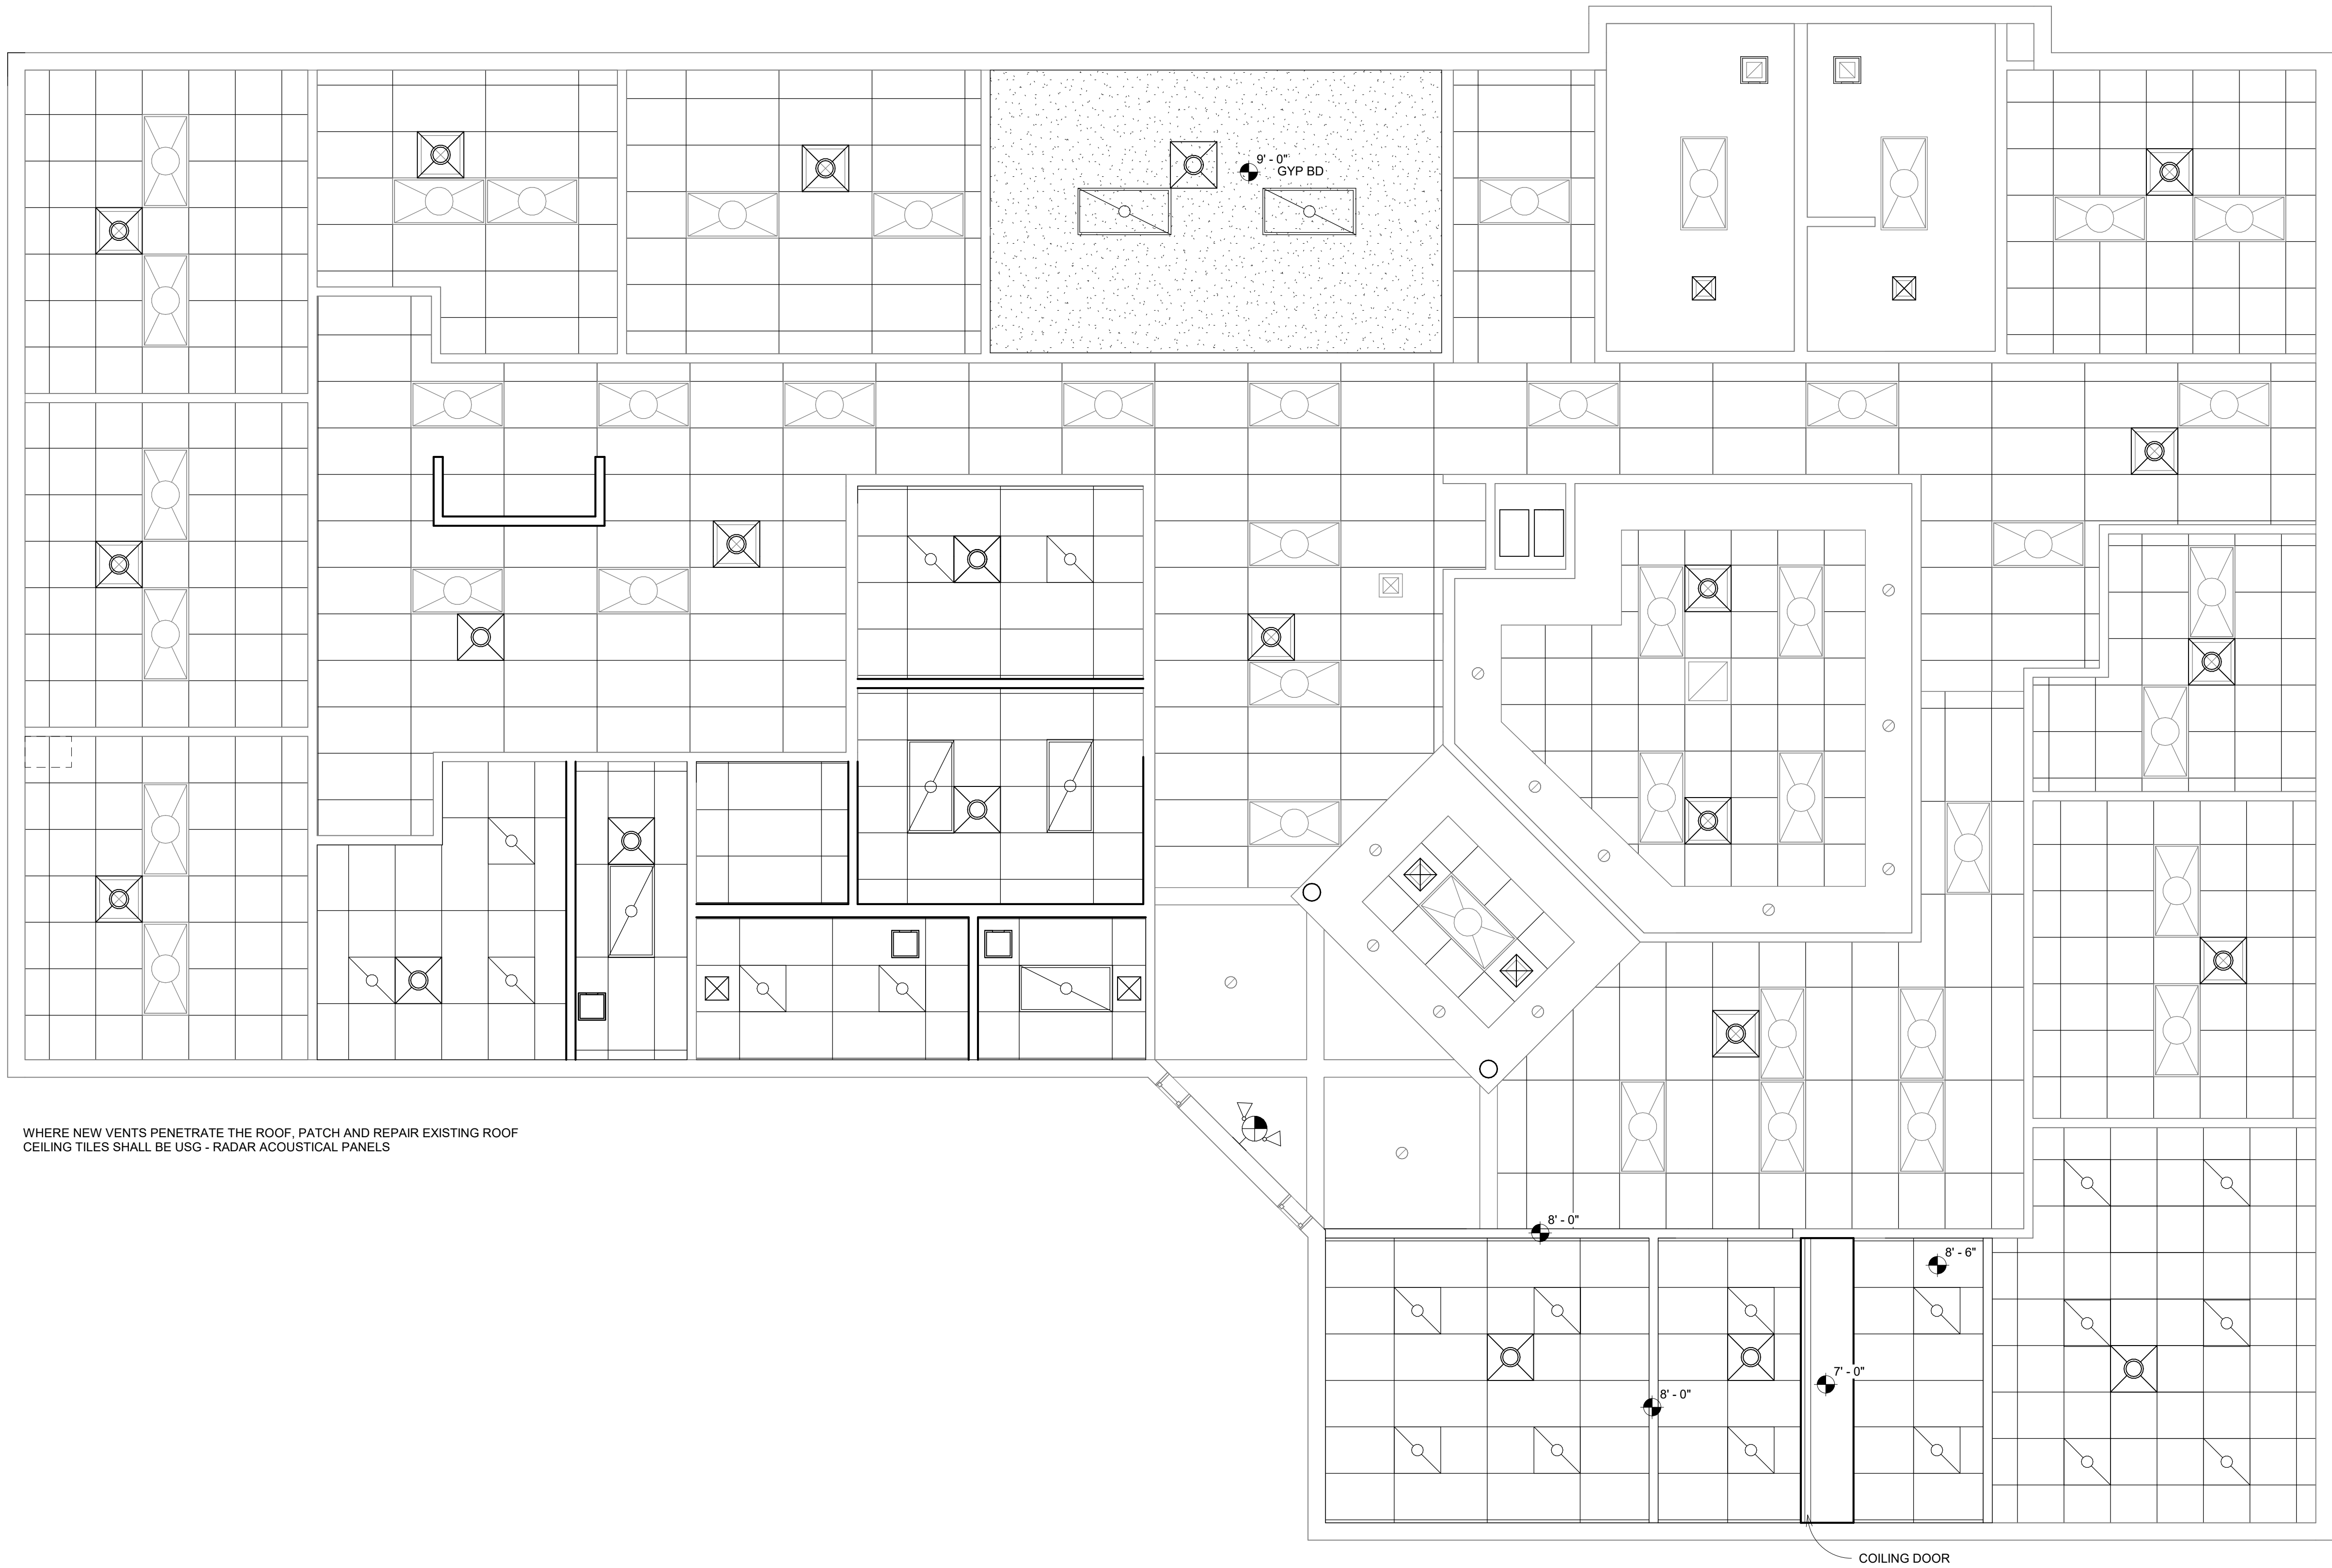 9' - 0"
GYP BD
WHERE NEW VENTS PENETRATE THE ROOF, PATCH AND REPAIR EXISTING ROOF
CEILING TILES SHALL BE USG - RADAR ACOUSTICAL PANELS
8' - 0"
8' - 6"
7' - 0"
8' - 0"
COILING DOOR